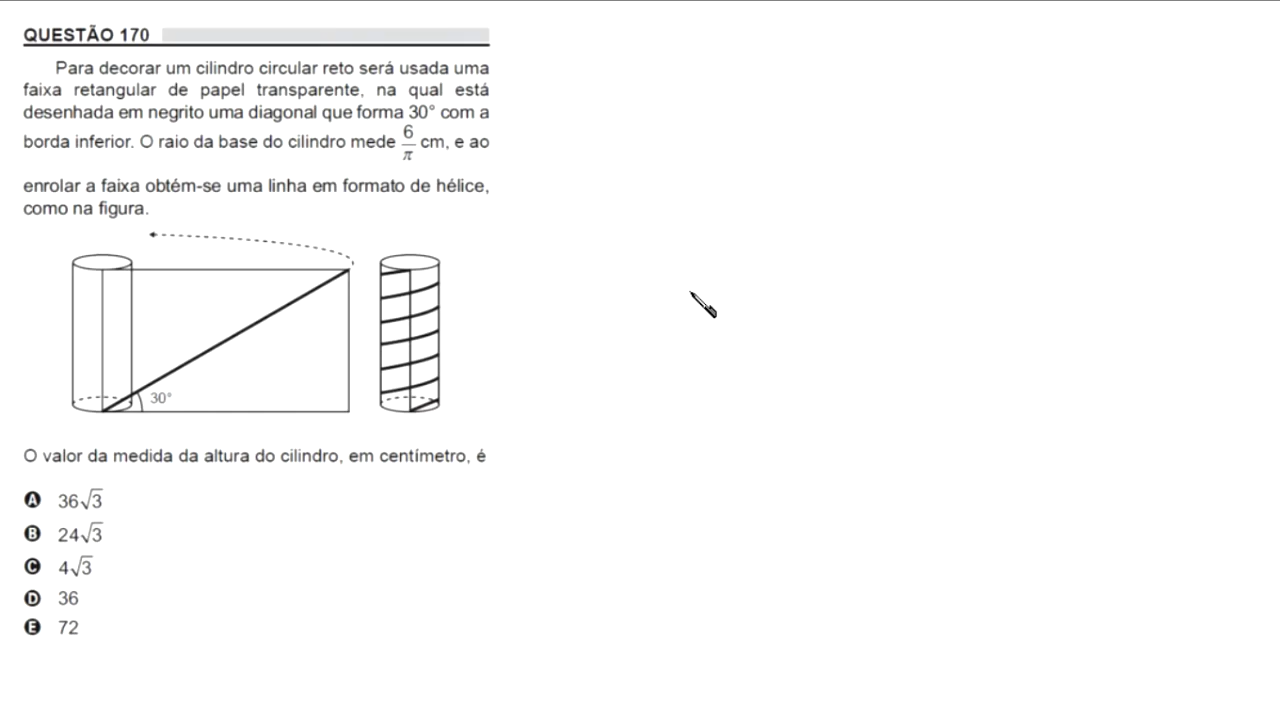 QUESTÃO 170
Para decorar um cilindro circular reto será usada uma
faixa retangular de papel transparente, na qual está
desenhada em negrito uma diagonal que forma 30° com a
borda inferior. O raio da base do cilindro mede 6/π cm, e ao
enrolar a faixa obtém-se uma linha em formato de hélice,
como na figura.
30°
O valor da medida da altura do cilindro, em centímetro, é
A 36√3
B 24√3
C 4√3
D 36
E 72